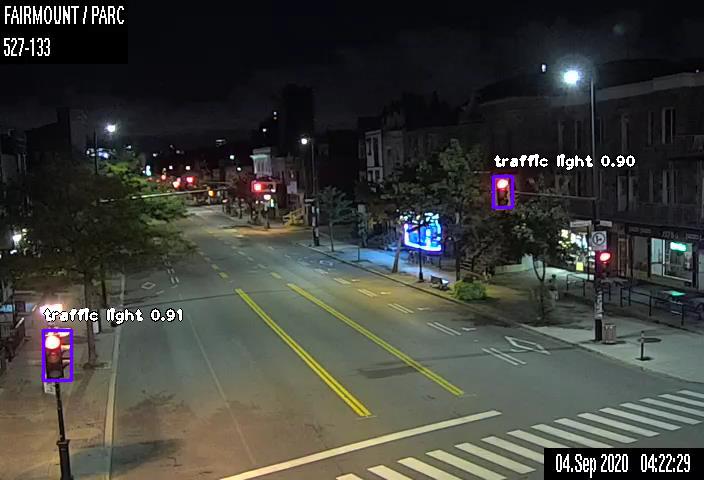 FAIRMOUNT / PARC
527-133
traffic light 0.90
traffic light 0.91
04.Sep 2020 04:22:29